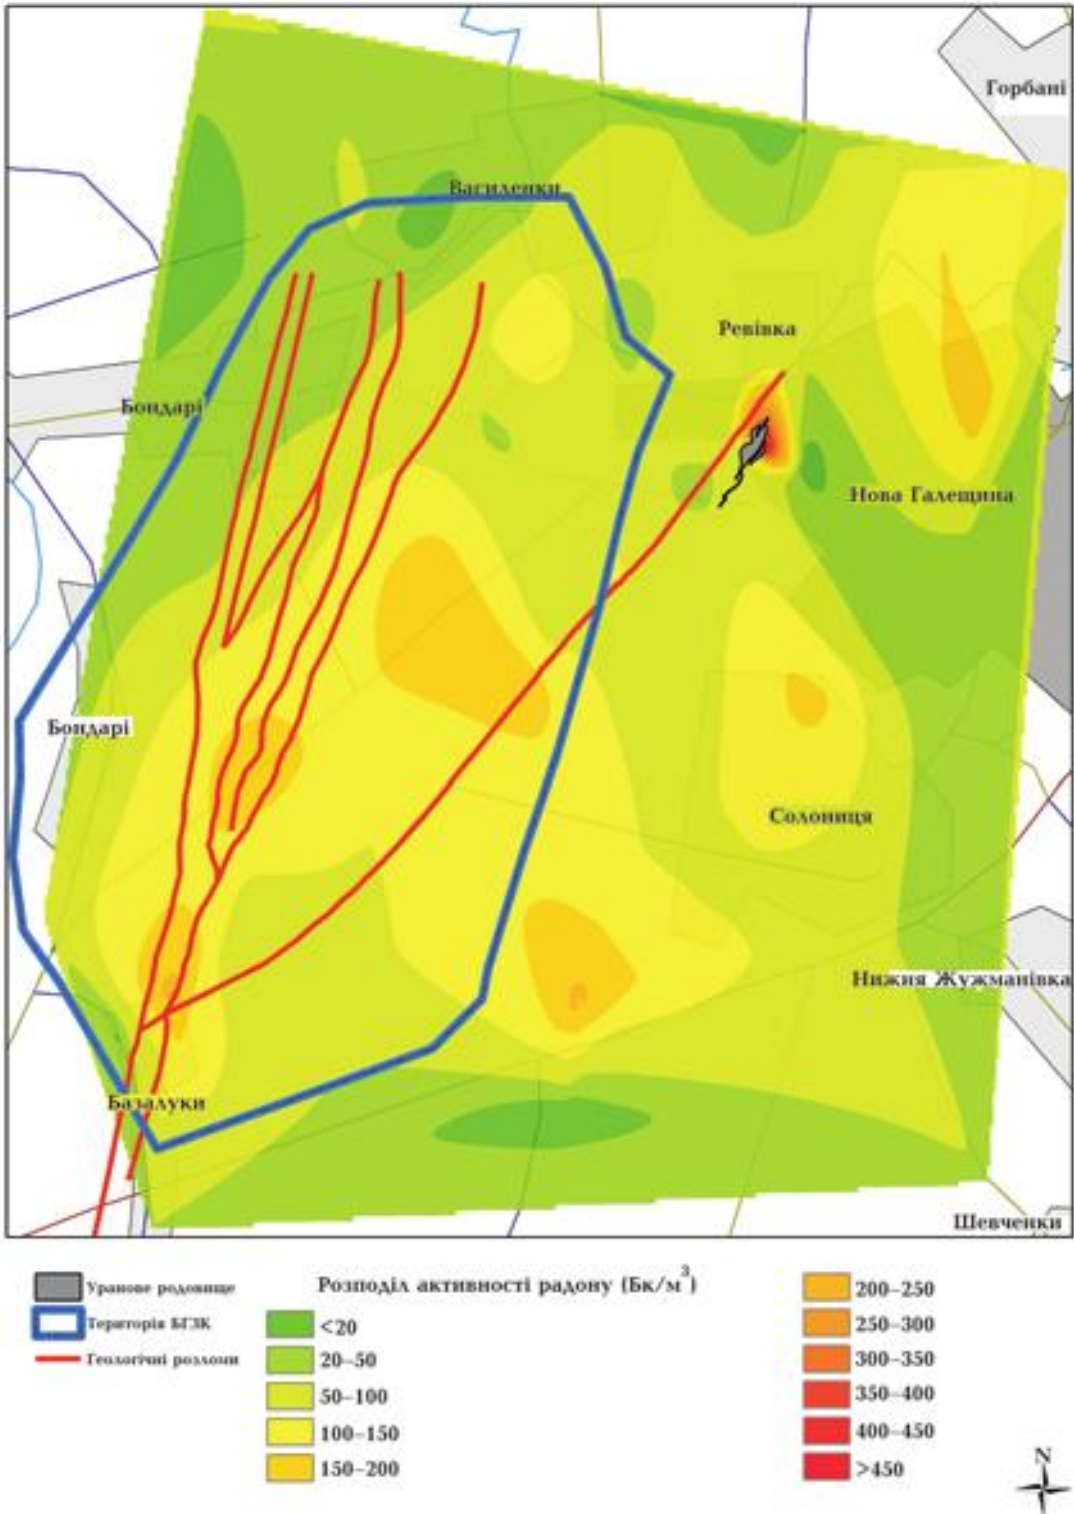 Горбані
Василенки
Ревівка
Бондарі
Нова Галещина
Бондарі
Солониця
Нижня Жужманівка
Базалуки
Шевченки
Уранове родовище
Територія БГЗК
Геологічні розломи
Розподіл активності радону (Бк/м³)
<20
20–50
50–100
100–150
150–200
200–250
250–300
300–350
350–400
400–450
>450
N